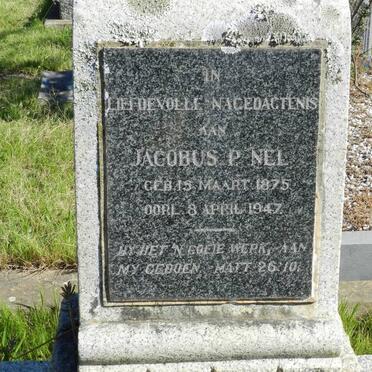 IN
LIEFDEVOLLE NAGEDAGTENIS
AAN
JACOBUS P. NEL
GEB. 15 MAART 1875
OORL. 8 APRIL 1947
HY HET 'N GOEIE WERK, AAN
MY GEDOEN. MATT. 26:10.